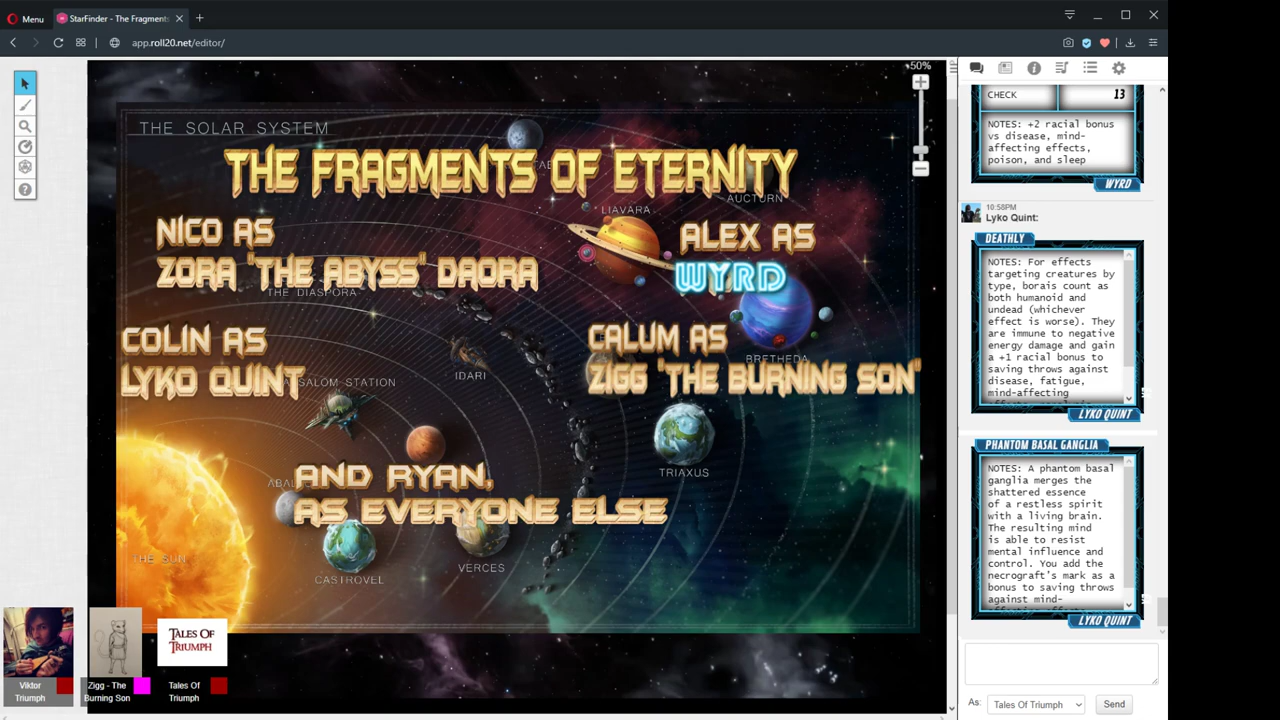 Menu
StarFinder - The Fragments
app.roll20.net/editor/
50%
THE SOLAR SYSTEM
THE FRAGMENTS OF ETERNITY
AUCTURN
LIAVARA
NICO AS
ZORA "THE ABYSS" DAORA
ALEX AS
WYRD
THE DIASPORA
COLIN AS
LYKO QUINT
CALUM AS
ZIGG "THE BURNING SON"
BRETHEDA
IDARI
SALOM STATION
TRIAXUS
AND RYAN,
AS EVERYONE ELSE
ABAL
THE SUN
VERCES
CASTROVEL
Viktor
Triumph
Zigg - The
Burning Son
TALES OF
TRIUMPH
Tales Of
Triumph
CHECK 13
NOTES: +2 racial bonus
vs disease, mind-
affecting effects,
poison, and sleep
WYRD
10:58PM
Lyko Quint:
DEATHLY
NOTES: For effects
targeting creatures by
type, borais count as
both humanoid and
undead (whichever
effect is worse). They
are immune to negative
energy damage and gain
a +1 racial bonus to
saving throws against
disease, fatigue,
mind-affecting
LYKO QUINT
PHANTOM BASAL GANGLIA
NOTES: A phantom basal
ganglia merges the
shattered essence
of a restless spirit
with a living brain.
The resulting mind
is able to resist
mental influence and
control. You add the
necrograft's mark as a
bonus to saving throws
against mind-
LYKO QUINT
As: Tales Of Triumph Send